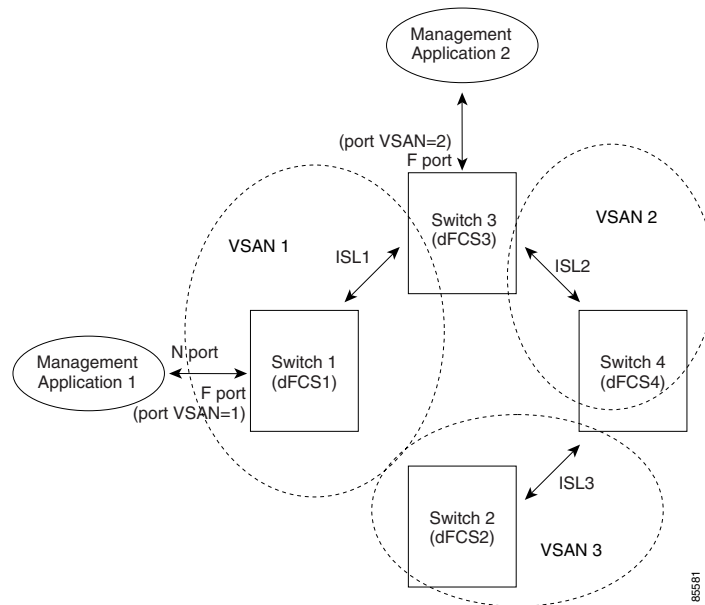 Management
Application 2
(port VSAN=2)
F port
Switch 3
(dFCS3)
VSAN 1
VSAN 2
ISL1
ISL2
Management
Application 1
N port
F port
(port VSAN=1)
Switch 1
(dFCS1)
Switch 4
(dFCS4)
Switch 2
(dFCS2)
ISL3
VSAN 3
85581